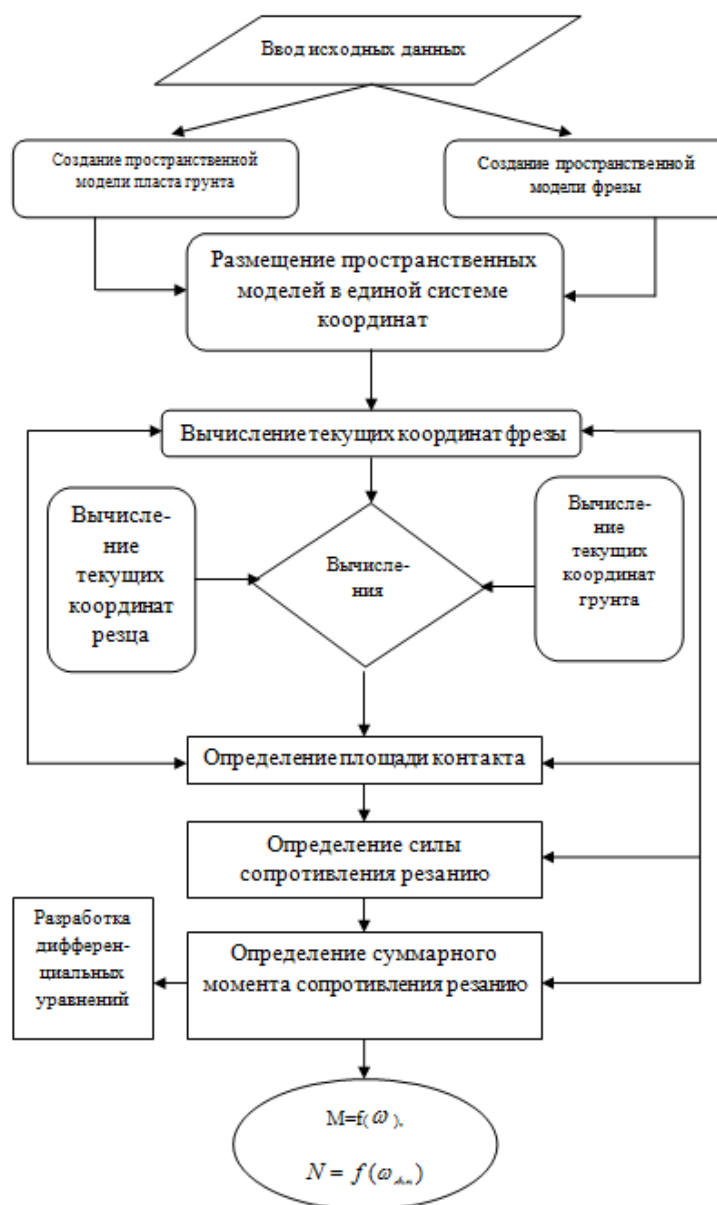 Ввод исходных данных
Создание пространственной
модели пласта грунта
Создание пространственной
модели фрезы
Размещение пространственных
моделей в единой системе
координат
Вычисление текущих координат фрезы
Вычисле-
ние
текущих
координат
резца
Вычисле-
ния
Вычисле-
ние
текущих
координат
грунта
Определение площади контакта
Определение силы
сопротивления резанию
Разработка
дифферен-
циальных
уравнений
Определение суммарного
момента сопротивления резанию
M=f(ω),
N = f(ω)